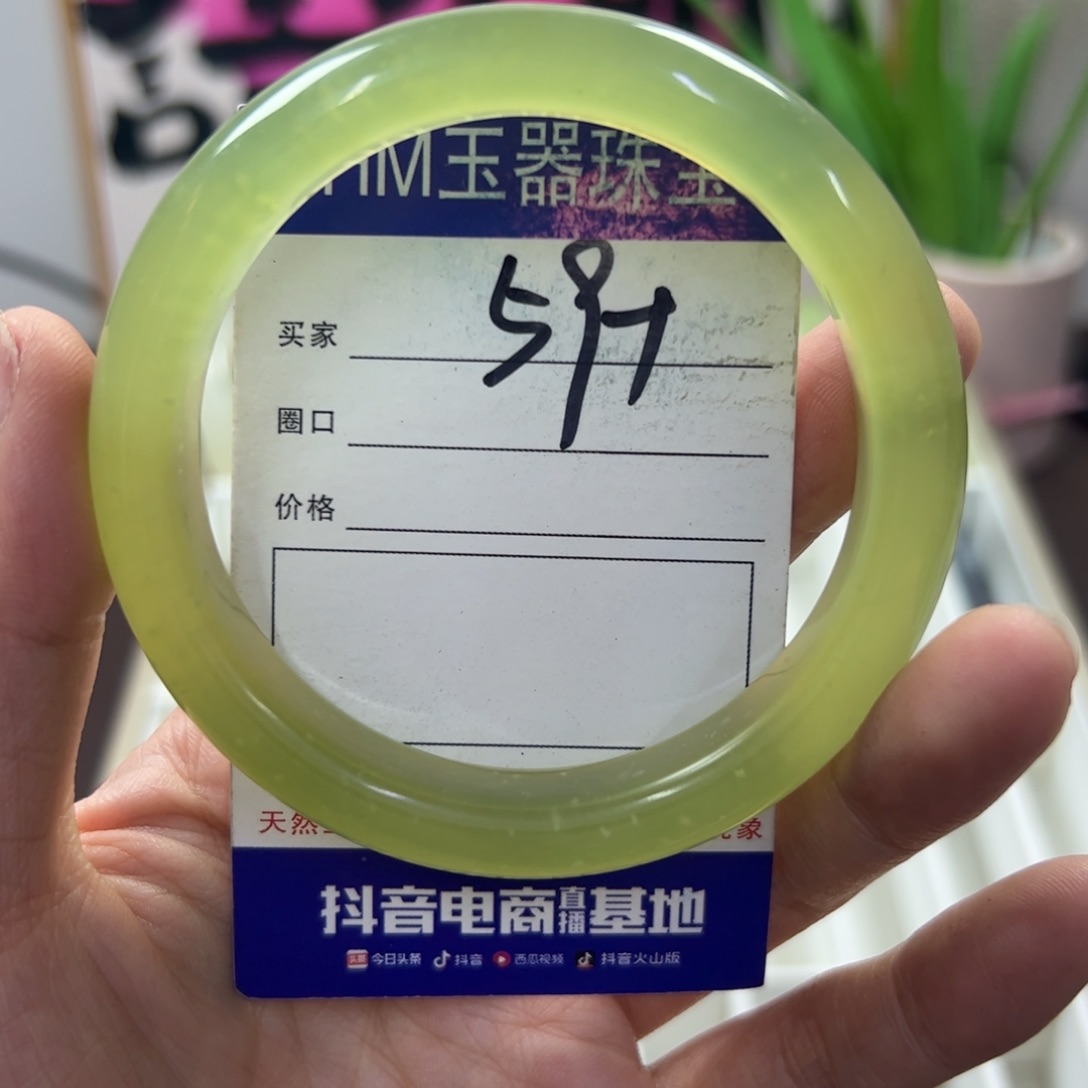 HM玉器珠宝
59H
买家
圈口
价格
天然
象
抖音电商直播基地
今日头条 抖音 西瓜视频 抖音火山版